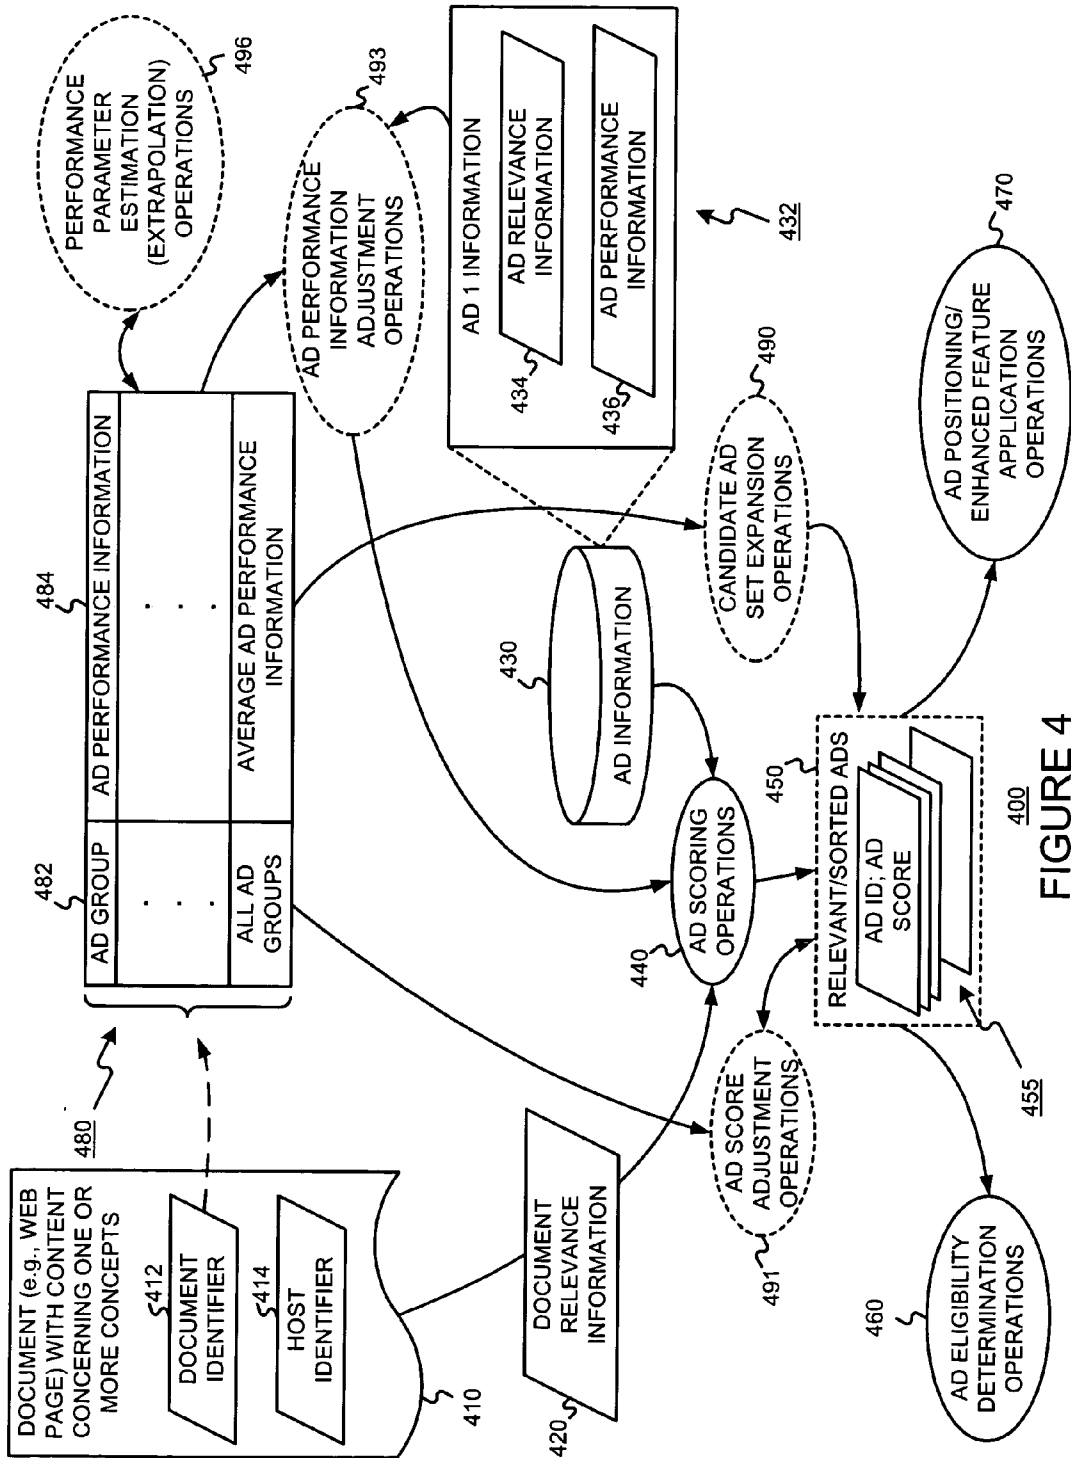 DOCUMENT (e.g., WEB
PAGE) WITH CONTENT
CONCERNING ONE OR
MORE CONCEPTS
412
DOCUMENT
IDENTIFIER
414
HOST
IDENTIFIER
410
480
482
484
AD GROUP
AD PERFORMANCE INFORMATION
. . .
. . .
ALL AD
GROUPS
AVERAGE AD PERFORMANCE
INFORMATION
PERFORMANCE
PARAMETER
ESTIMATION
(EXTRAPOLATION)
OPERATIONS
496
AD PERFORMANCE
INFORMATION
ADJUSTMENT
OPERATIONS
493
AD 1 INFORMATION
AD RELEVANCE
INFORMATION
434
AD PERFORMANCE
INFORMATION
436
432
430
AD INFORMATION
DOCUMENT
RELEVANCE
INFORMATION
420
AD SCORING
OPERATIONS
440
CANDIDATE AD
SET EXPANSION
OPERATIONS
490
AD SCORE
ADJUSTMENT
OPERATIONS
491
450
RELEVANT/SORTED ADS
AD ID; AD
SCORE
455
AD ELIGIBILITY
DETERMINATION
OPERATIONS
460
AD POSITIONING/
ENHANCED FEATURE
APPLICATION
OPERATIONS
470
400
FIGURE 4